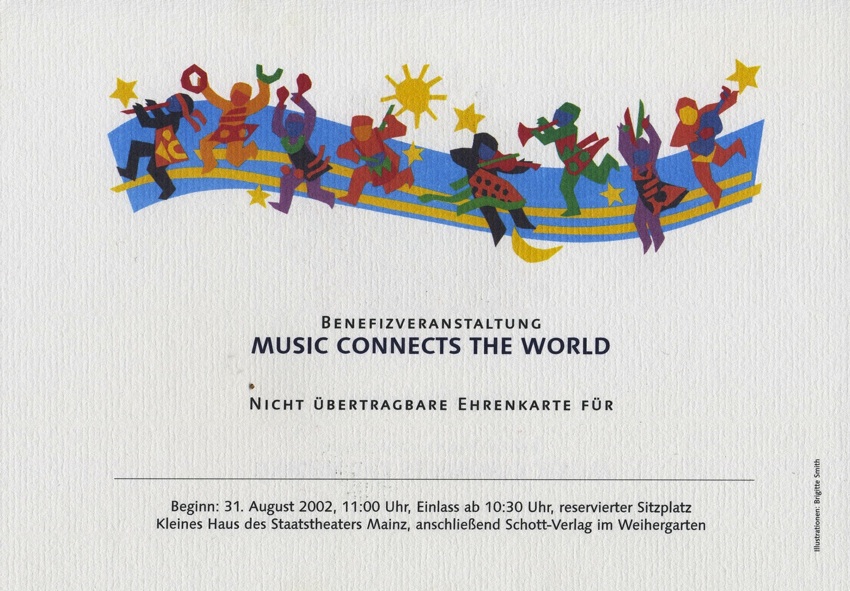 Benefizveranstaltung
MUSIC CONNECTS THE WORLD
Nicht übertragbare Ehrenkarte für
Beginn: 31. August 2002, 11:00 Uhr, Einlass ab 10:30 Uhr, reservierter Sitzplatz
Kleines Haus des Staatstheaters Mainz, anschließend Schott-Verlag im Weihergarten
Illustrationen: Brigitte Smith